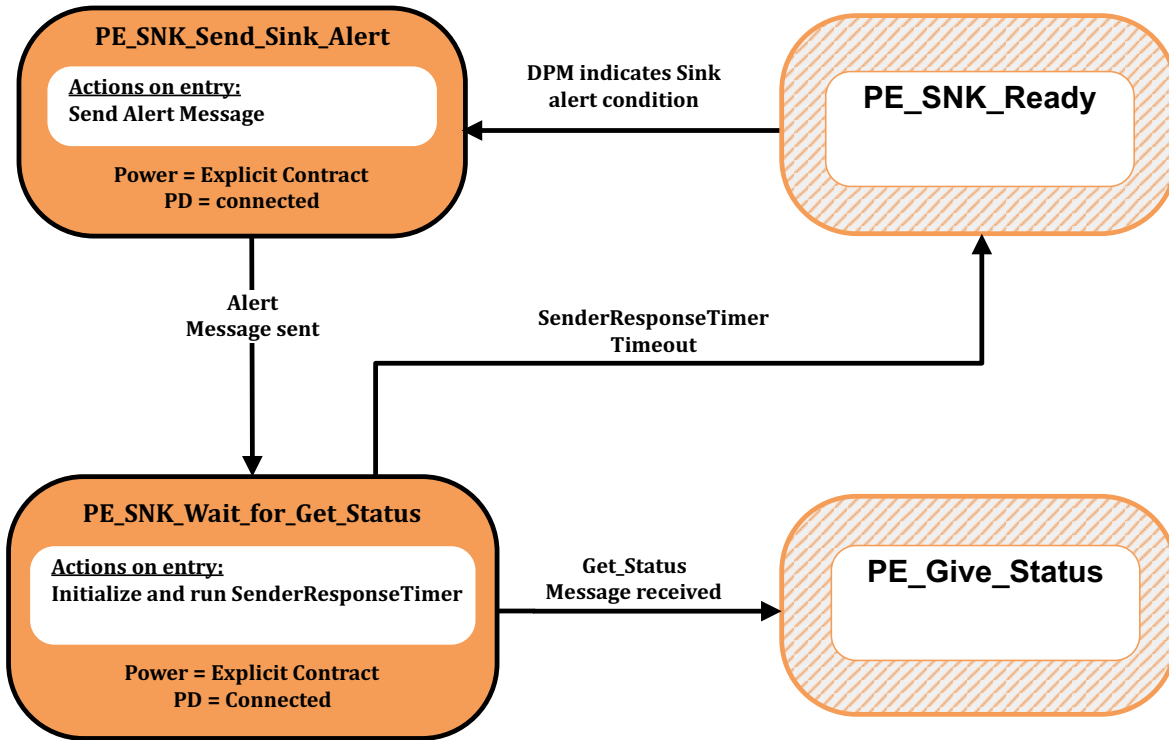 PE_SNK_Send_Sink_Alert
Actions on entry:
Send Alert Message
Power = Explicit Contract
PD = connected
DPM indicates Sink
alert condition
PE_SNK_Ready
Alert
Message sent
SenderResponseTimer
Timeout
PE_SNK_Wait_for_Get_Status
Actions on entry:
Initialize and run SenderResponseTimer
Power = Explicit Contract
PD = Connected
Get_Status
Message received
PE_Give_Status